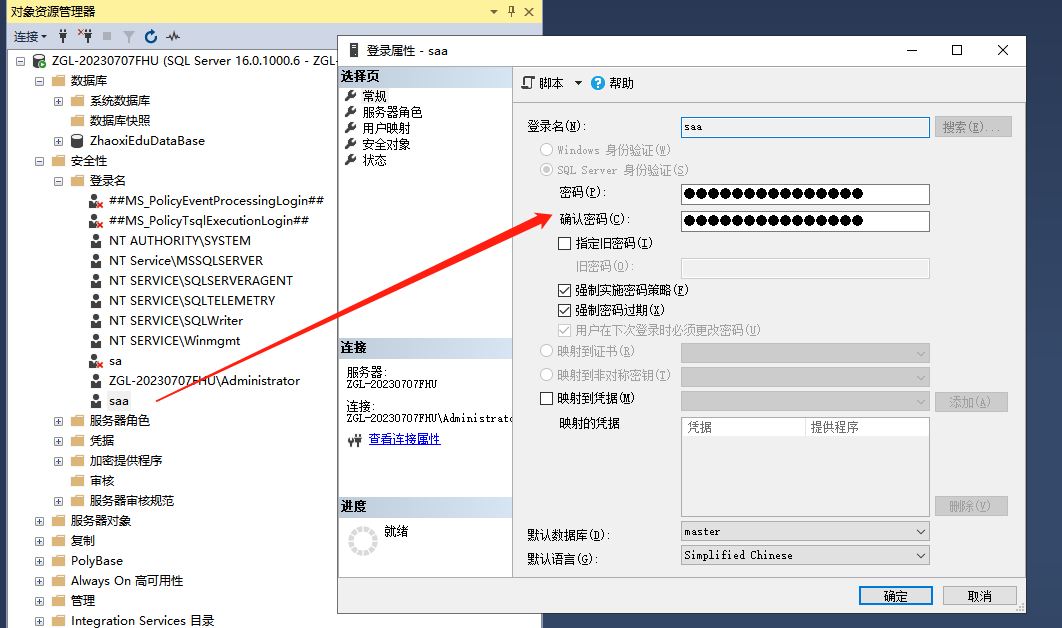 对象资源管理器
连接
ZGL-20230707FHU (SQL Server 16.0.1000.6 - ZGL-
数据库
系统数据库
数据库快照
ZhaoxiEduDataBase
安全性
登录名
##MS_PolicyEventProcessingLogin##
##MS_PolicyTsqlExecutionLogin##
NT AUTHORITY\SYSTEM
NT Service\MSSQLSERVER
NT SERVICE\SQLSERVERAGENT
NT SERVICE\SQLTELEMETRY
NT SERVICE\SQLWriter
NT SERVICE\Winmgmt
sa
ZGL-20230707FHU\Administrator
saa
服务器角色
凭据
加密提供程序
审核
服务器审核规范
服务器对象
复制
PolyBase
Always On 高可用性
管理
Integration Services 目录
登录属性 - saa
选择页
常规
服务器角色
用户映射
安全对象
状态
连接
服务器:
ZGL-20230707FHU
连接:
ZGL-20230707FHU\Administrato
查看连接属性
进度
就绪
脚本
帮助
登录名(N):
saa
搜索(E)...
Windows 身份验证(W)
SQL Server 身份验证(S)
密码(P):
●●●●●●●●●●●●●●●
确认密码(C):
●●●●●●●●●●●●●●●
指定旧密码(I)
旧密码(O):
强制实施密码策略(F)
强制密码过期(X)
用户在下次登录时必须更改密码(U)
映射到证书(R)
映射到非对称密钥(T)
映射到凭据(M)
添加(A)
映射的凭据
凭据 提供程序
删除(V)
默认数据库(D):
master
默认语言(G):
Simplified Chinese
确定
取消